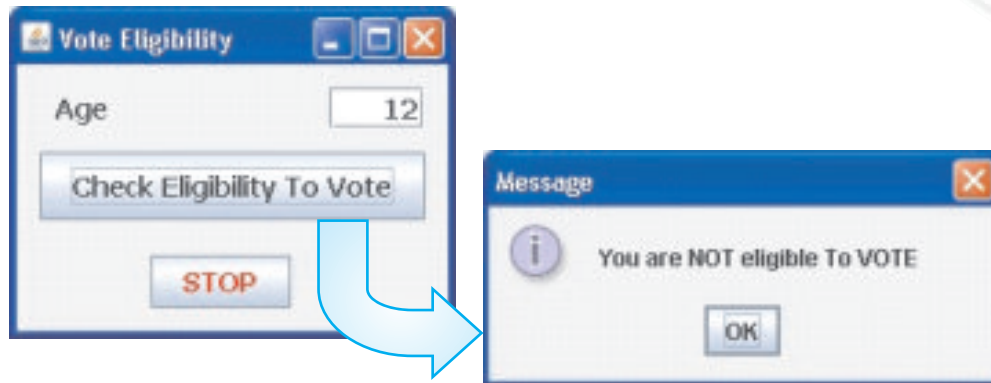 Vote Eligibility
Age
12
Check Eligibility To Vote
STOP
Message
i
You are NOT eligible To VOTE
OK